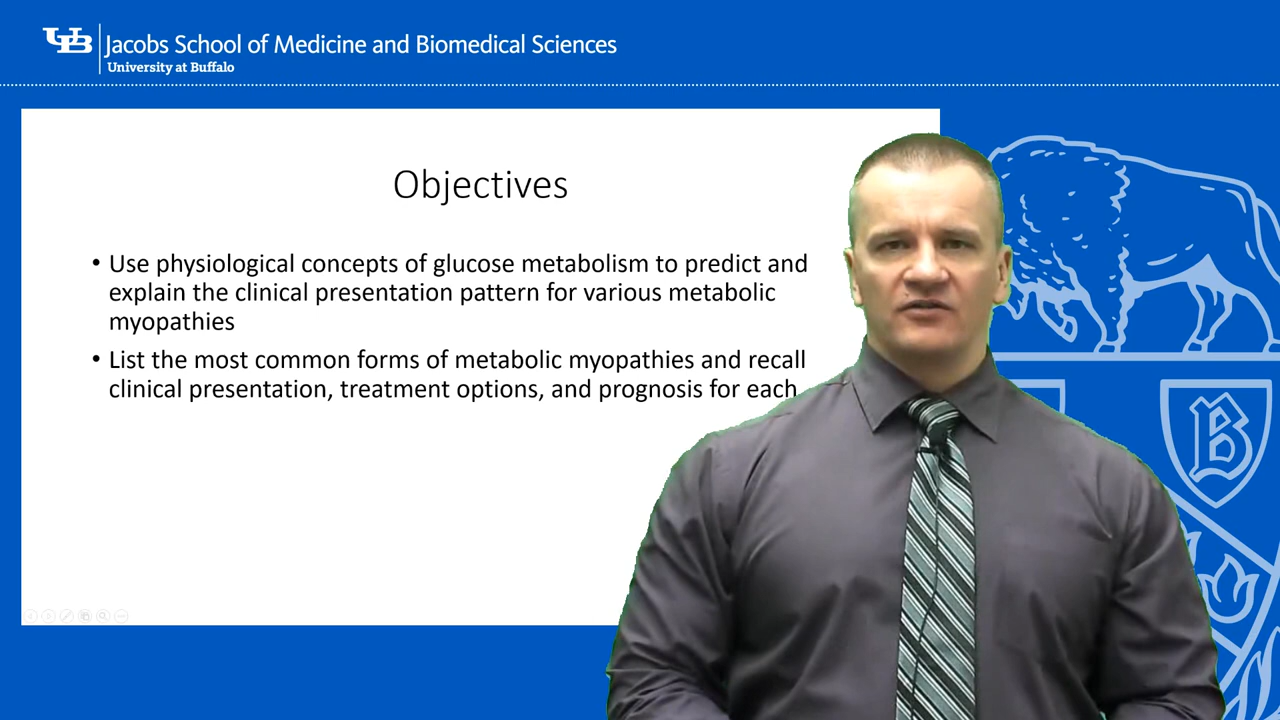 UB Jacobs School of Medicine and Biomedical Sciences
University at Buffalo
Objectives
• Use physiological concepts of glucose metabolism to predict and
explain the clinical presentation pattern for various metabolic
myopathies
• List the most common forms of metabolic myopathies and recall
clinical presentation, treatment options, and prognosis for each
B